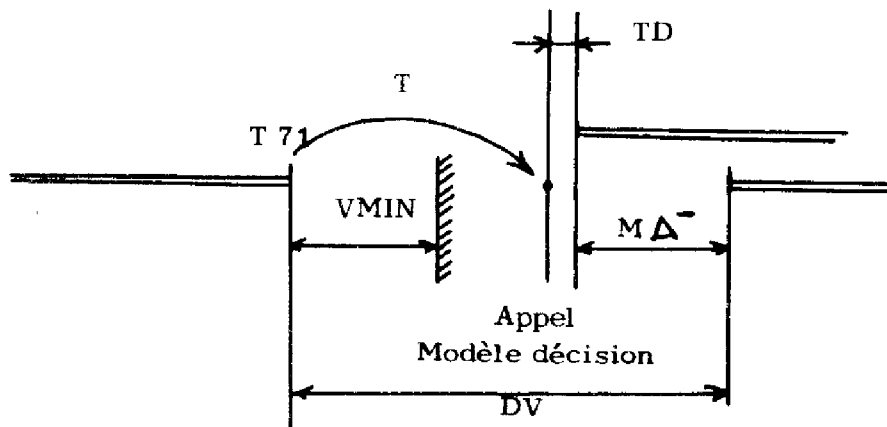 TD
T
T 71
VMIN
M Δ⁻
Appel
Modèle décision
DV